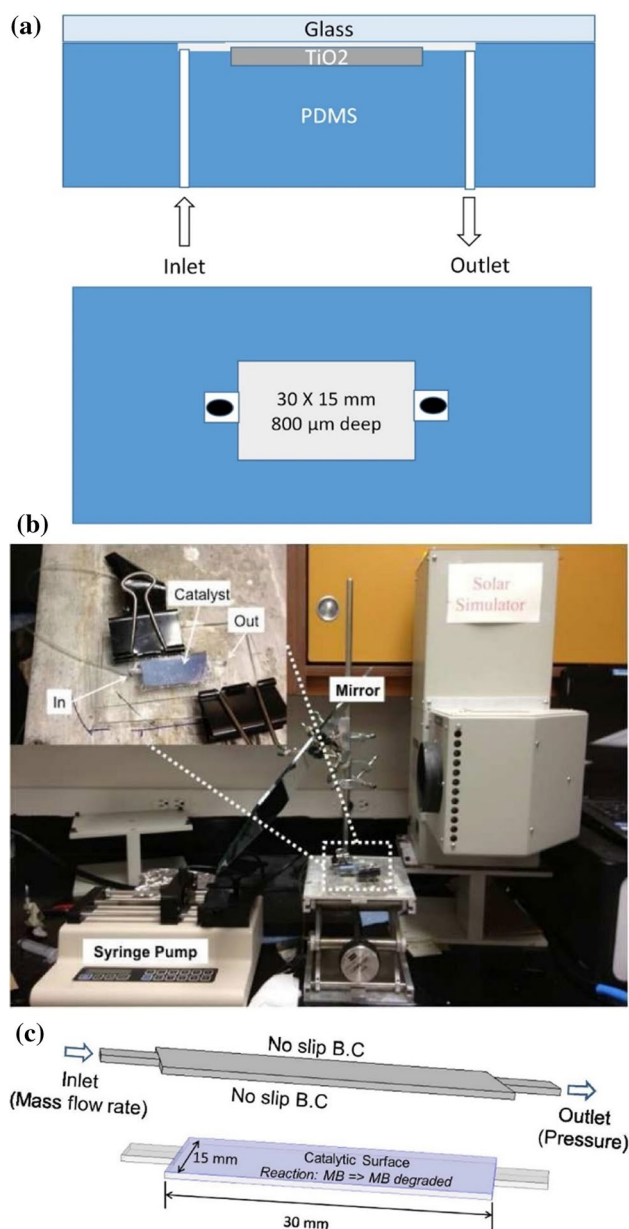 (a)
Glass
TiO2
PDMS
Inlet
Outlet
30 X 15 mm
800 µm deep
(b)
Catalyst
Out
In
Mirror
Solar
Simulator
Syringe Pump
(c)
No slip B.C
Inlet
(Mass flow rate)
No slip B.C
Outlet
(Pressure)
15 mm
Catalytic Surface
Reaction: MB => MB degraded
30 mm